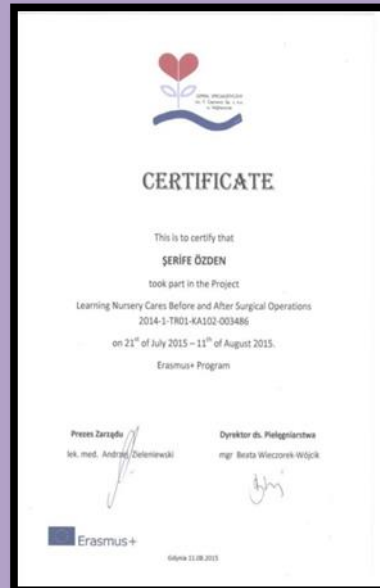 SZPITAL SPECJALISTYCZNY
CERTIFICATE
This is to certify that
ŞERİFE ÖZDEN
took part in the Project
Learning Nursery Cares Before and After Surgical Operations
2014-1-TR01-KA102-003486
on 21st of July 2015 – 11th of August 2015.
Erasmus+ Program
Prezes Zarządu
lek. med. Andrzej Zieleniewski
Dyrektor ds. Pielęgniarstwa
mgr Beata Wieczorek-Wójcik
Erasmus+
Gdynia 11.08.2015